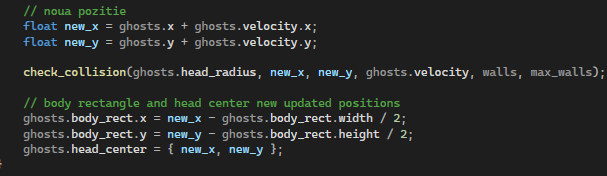 // noua pozitie
float new_x = ghosts.x + ghosts.velocity.x;
float new_y = ghosts.y + ghosts.velocity.y;
check_collision(ghosts.head_radius, new_x, new_y, ghosts.velocity, walls, max_walls);
// body rectangle and head center new updated positions
ghosts.body_rect.x = new_x - ghosts.body_rect.width / 2;
ghosts.body_rect.y = new_y - ghosts.body_rect.height / 2;
ghosts.head_center = { new_x, new_y };